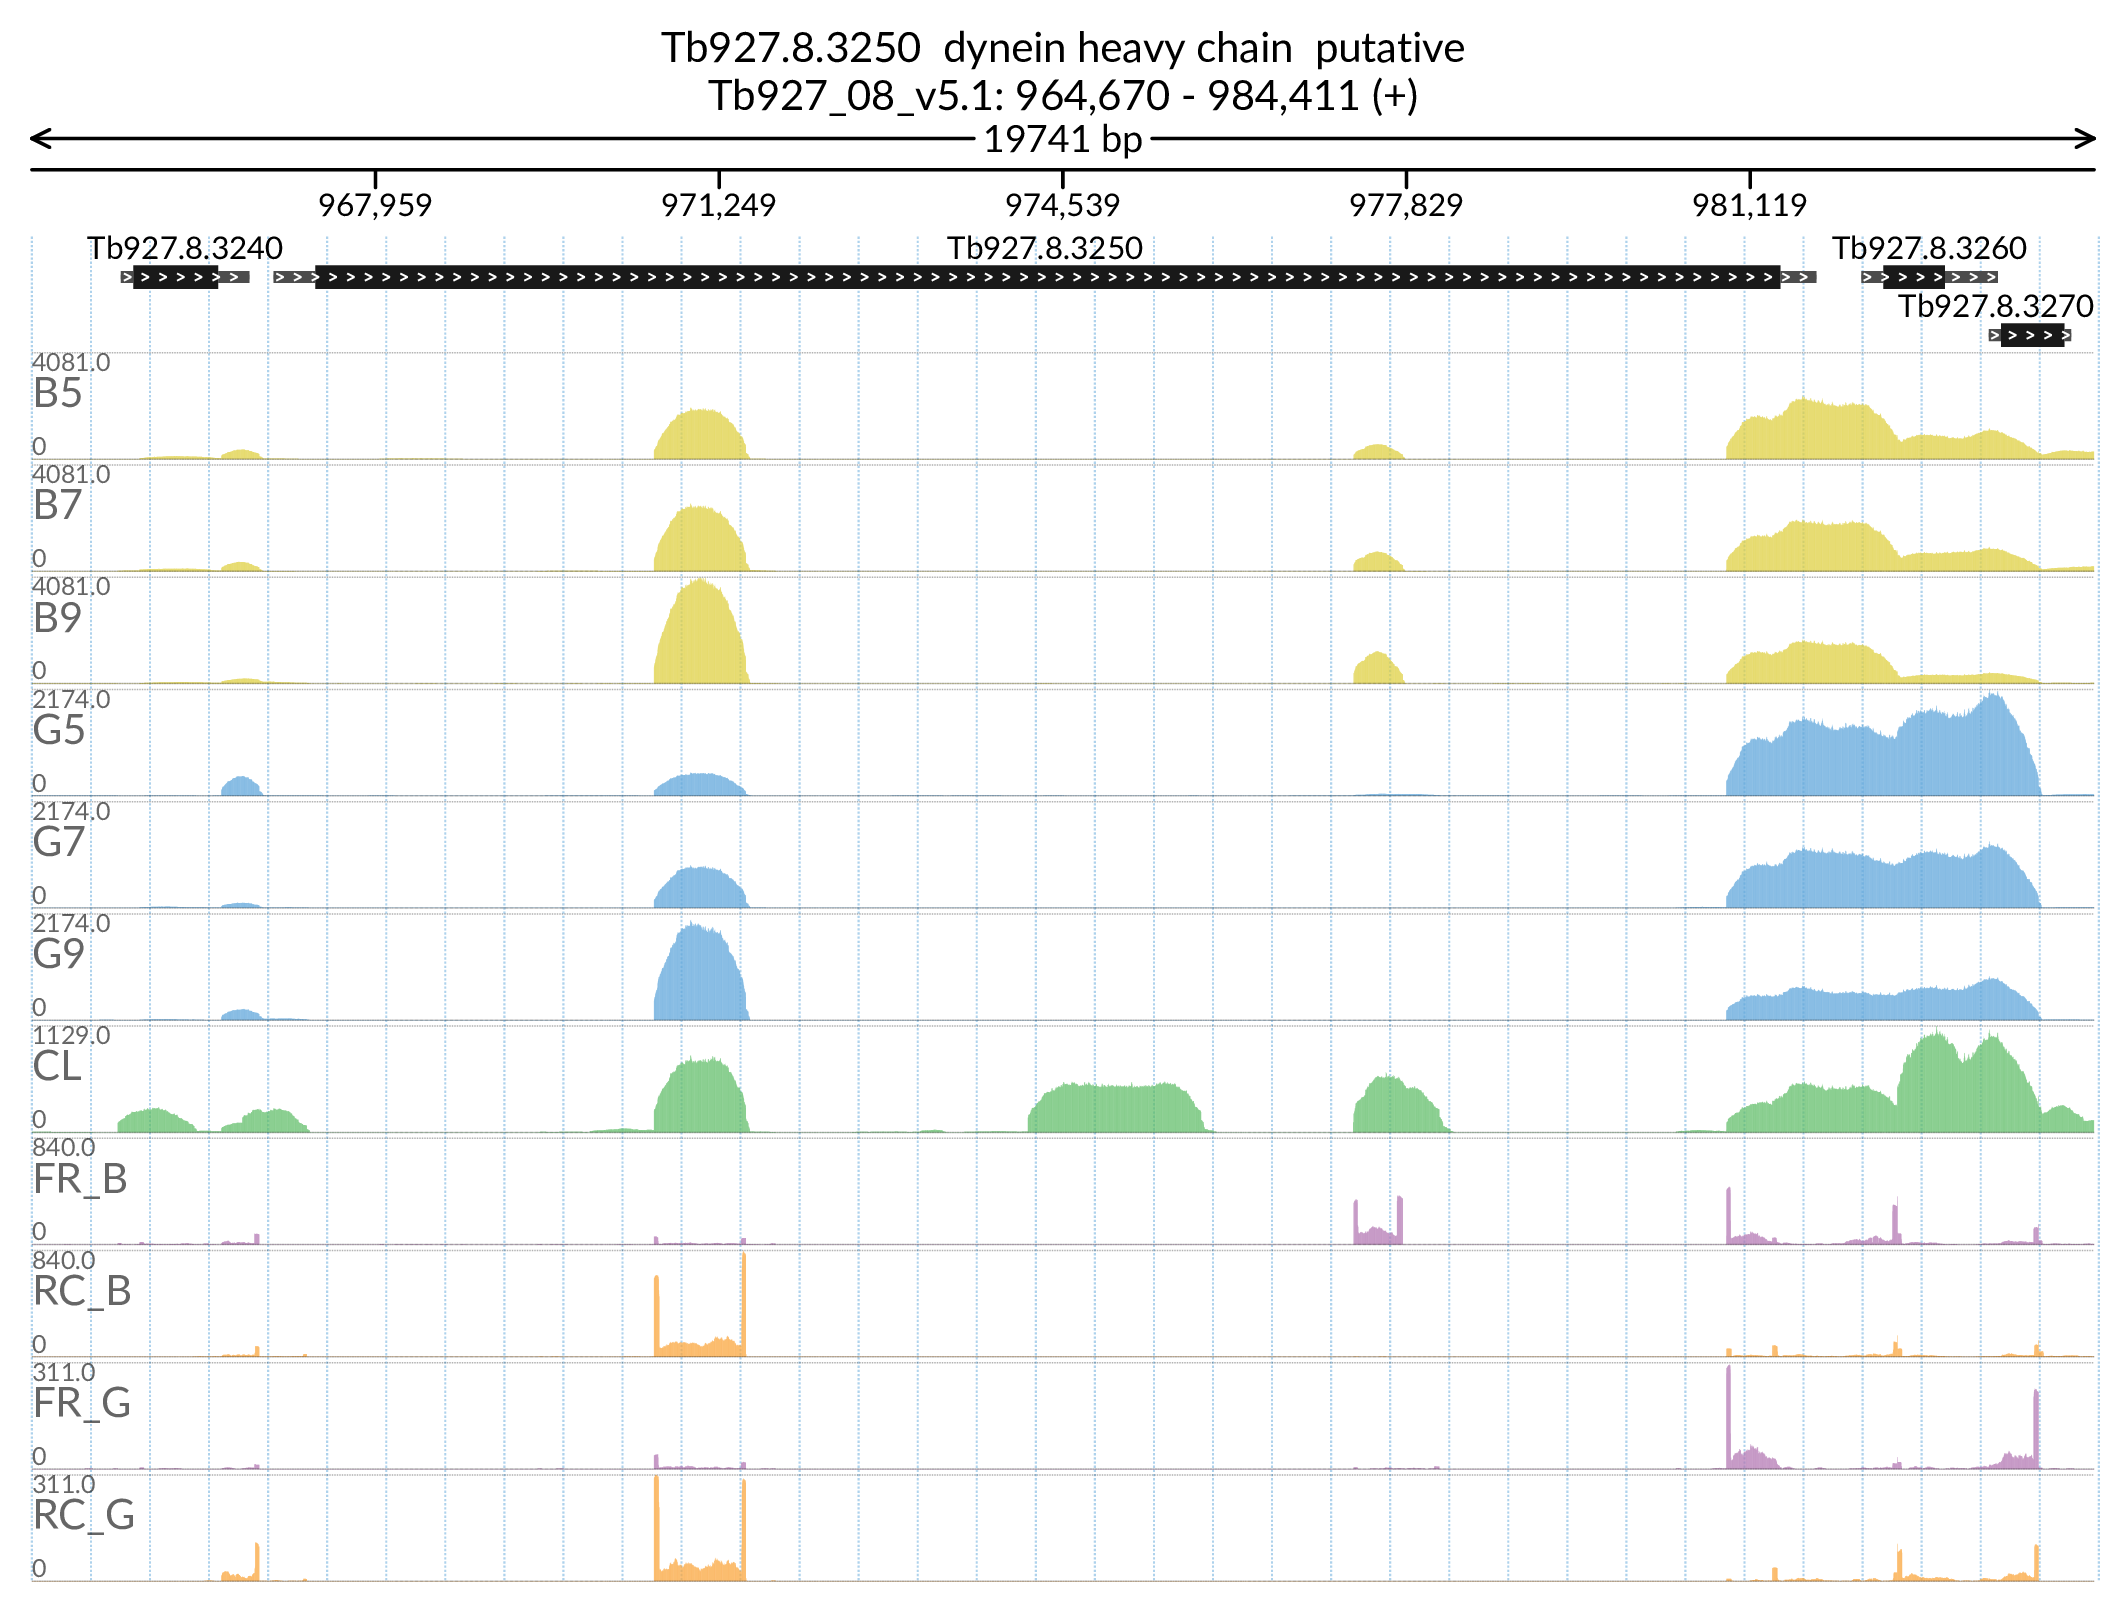 Tb927.8.3250  dynein heavy chain  putative
Tb927_08_v5.1: 964,670 - 984,411 (+)
19741 bp
967,959 971,249 974,539 977,829 981,119
Tb927.8.3240 Tb927.8.3250 Tb927.8.3260
Tb927.8.3270
4081.0
B5
0
4081.0
B7
0
4081.0
B9
0
2174.0
G5
0
2174.0
G7
0
2174.0
G9
0
1129.0
CL
0
840.0
FR_B
0
840.0
RC_B
0
311.0
FR_G
0
311.0
RC_G
0